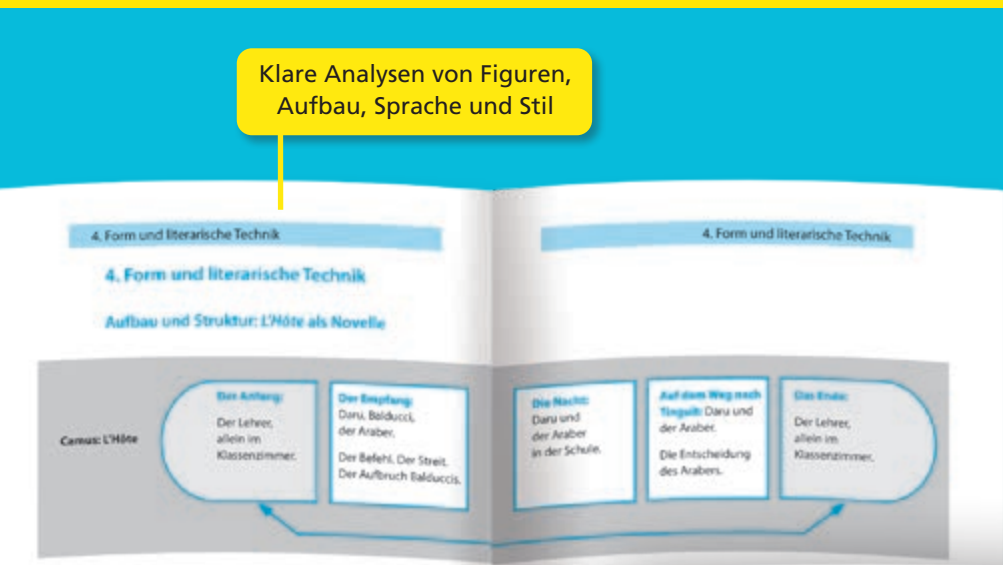 Klare Analysen von Figuren,
Aufbau, Sprache und Stil
4. Form und literarische Technik
4. Form und literarische Technik
Aufbau und Struktur: L'Hôte als Novelle
Camus: L'Hôte
Der Anfang:
Der Lehrer,
allein im
Klassenzimmer.
Der Empfang:
Daru, Balducci,
der Araber.
Der Befehl. Der Streit.
Der Aufbruch Balduccis.
4. Form und literarische Technik
Die Nacht:
Daru und
der Araber
in der Schule.
Auf dem Weg nach
Tinguit: Daru und
der Araber.
Die Entscheidung
des Arabers.
Das Ende:
Der Lehrer,
allein im
Klassenzimmer.